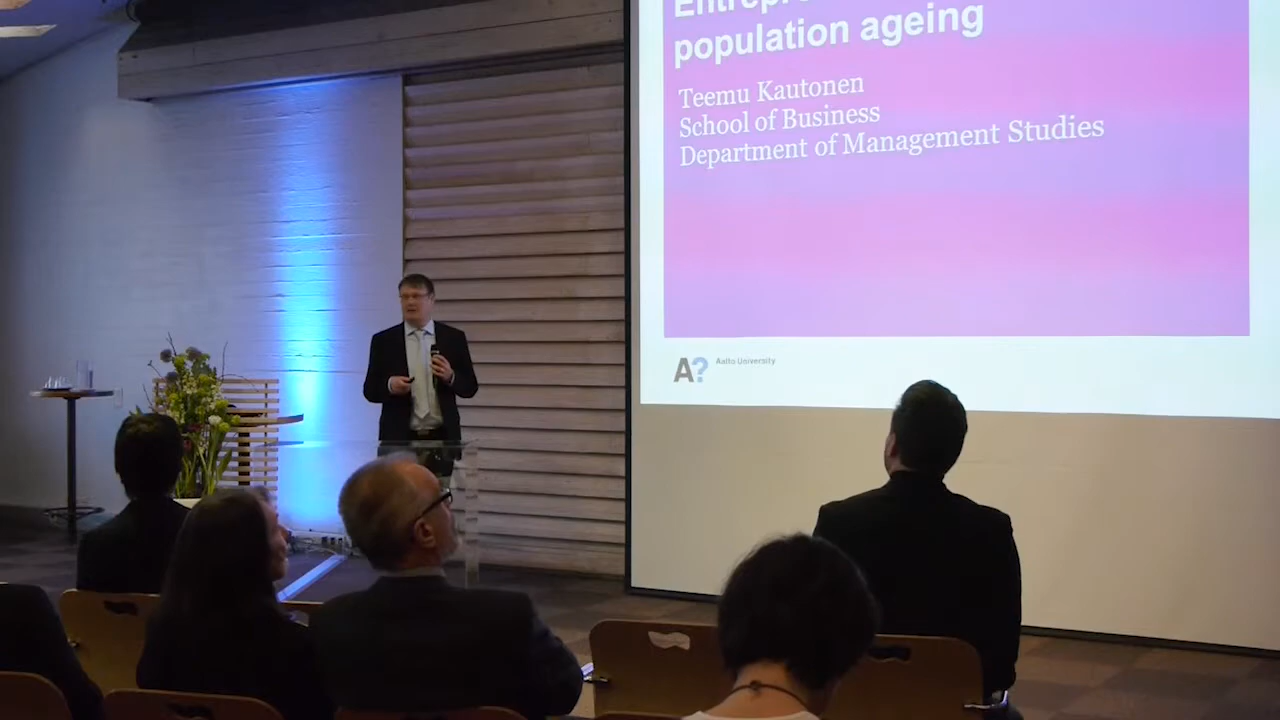 population ageing
Teemu Kautonen
School of Business
Department of Management Studies
A?
Aalto University